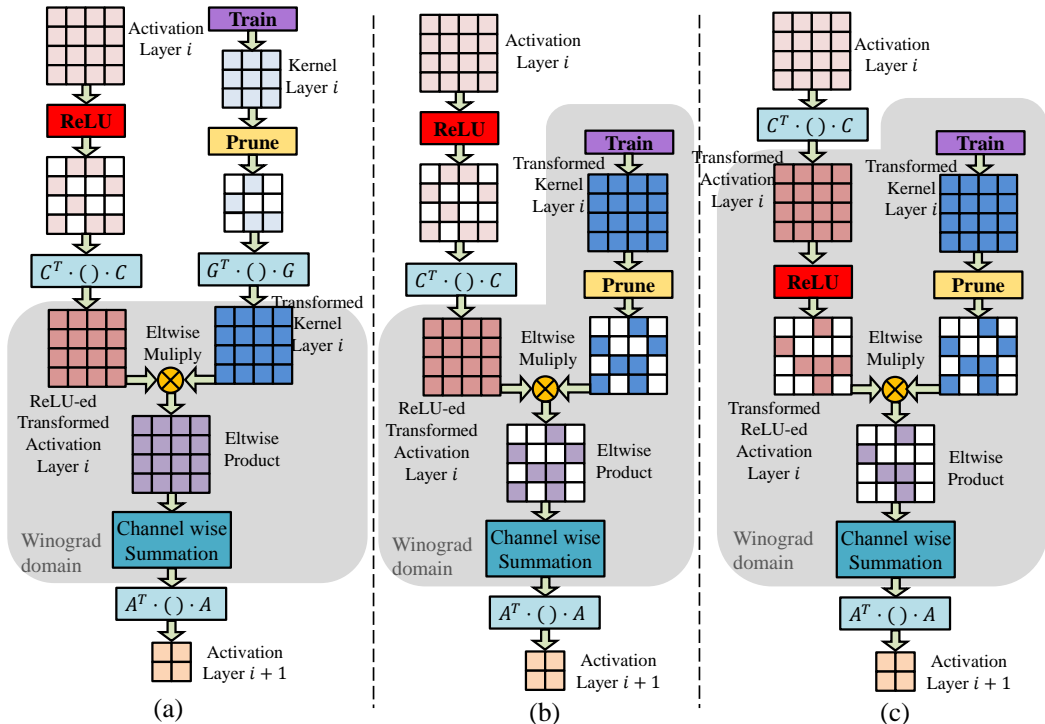 Activation
Layer i
Train
Kernel
Layer i
ReLU
Prune
C^T · ( ) · C
G^T · ( ) · G
Transformed
Kernel
Layer i
Eltwise
Muliply
ReLU-ed
Transformed
Activation
Layer i
Eltwise
Product
Channel wise
Summation
Winograd
domain
A^T · ( ) · A
Activation
Layer i + 1
(a)
Activation
Layer i
ReLU
Train
Transformed
Kernel
Layer i
C^T · ( ) · C
Prune
Eltwise
Muliply
ReLU-ed
Transformed
Activation
Layer i
Eltwise
Product
Channel wise
Summation
Winograd
domain
A^T · ( ) · A
Activation
Layer i + 1
(b)
Activation
Layer i
C^T · ( ) · C
Train
Transformed
Activation
Layer i
Transformed
Kernel
Layer i
ReLU
Prune
Eltwise
Muliply
Transformed
ReLU-ed
Activation
Layer i
Eltwise
Product
Channel wise
Summation
Winograd
domain
A^T · ( ) · A
Activation
Layer i + 1
(c)